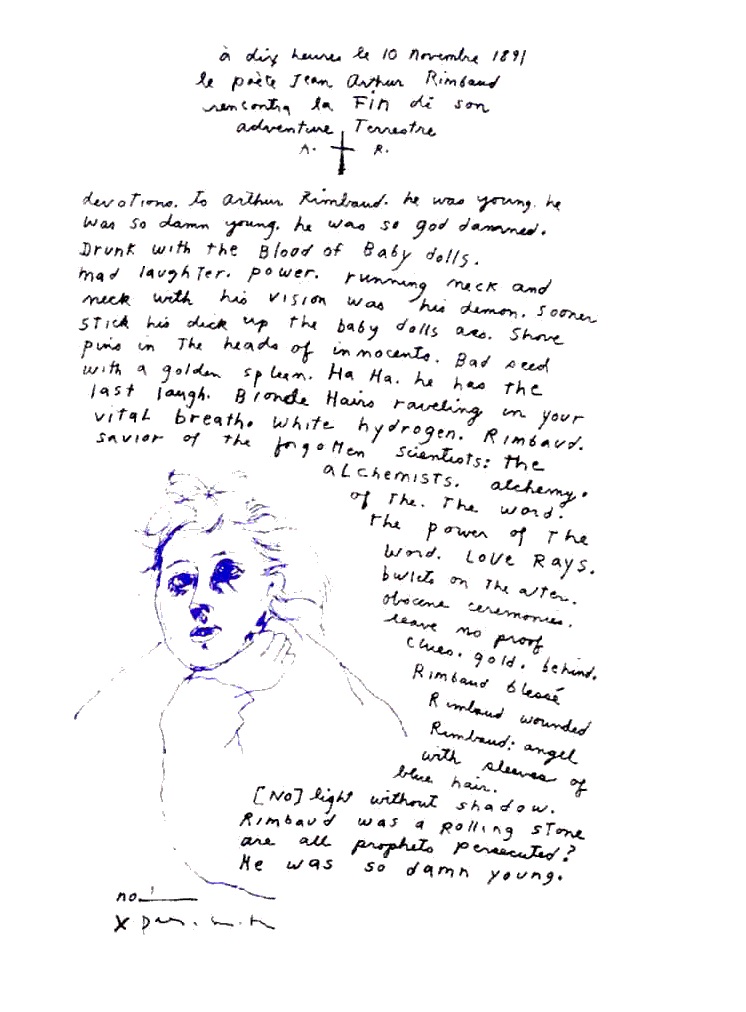 à dix heures le 10 novembre 1891
le poète Jean Arthur Rimbaud
rencontra la Fin de son
adventure Terrestre
A. R.
devotions. To Arthur Rimbaud. he was young. he
was so damn young. he was so god damned.
Drunk with the Blood of Baby dolls.
mad laughter. power. running neck and
neck with his vision was his demon. sooner
stick his dick up the baby dolls ass. Shove
pins in The heads of innocents. Bad seed
with a golden spleen. Ha Ha. he has the
last laugh. Blonde Hairs raveling in your
vital breath. white hydrogen. Rimbaud.
savior of the forgotten scientists: the
alchemists. alchemy.
of The. The word.
the power of The
word. LOVE RAYS.
bullets on The alter.
obscene ceremonies.
leave no proof
clues. gold. behind.
Rimbaud blessé
Rimbaud wounded
Rimbaud: angel
with sleeves of
blue hair.
[NO] light without shadow.
Rimbaud was a Rolling Stone
are all prophets persecuted?
He was so damn young.
no. 1
X